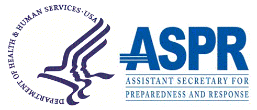 DEPARTMENT OF HEALTH & HUMAN SERVICES • USA
ASPR
ASSISTANT SECRETARY FOR
PREPAREDNESS AND RESPONSE